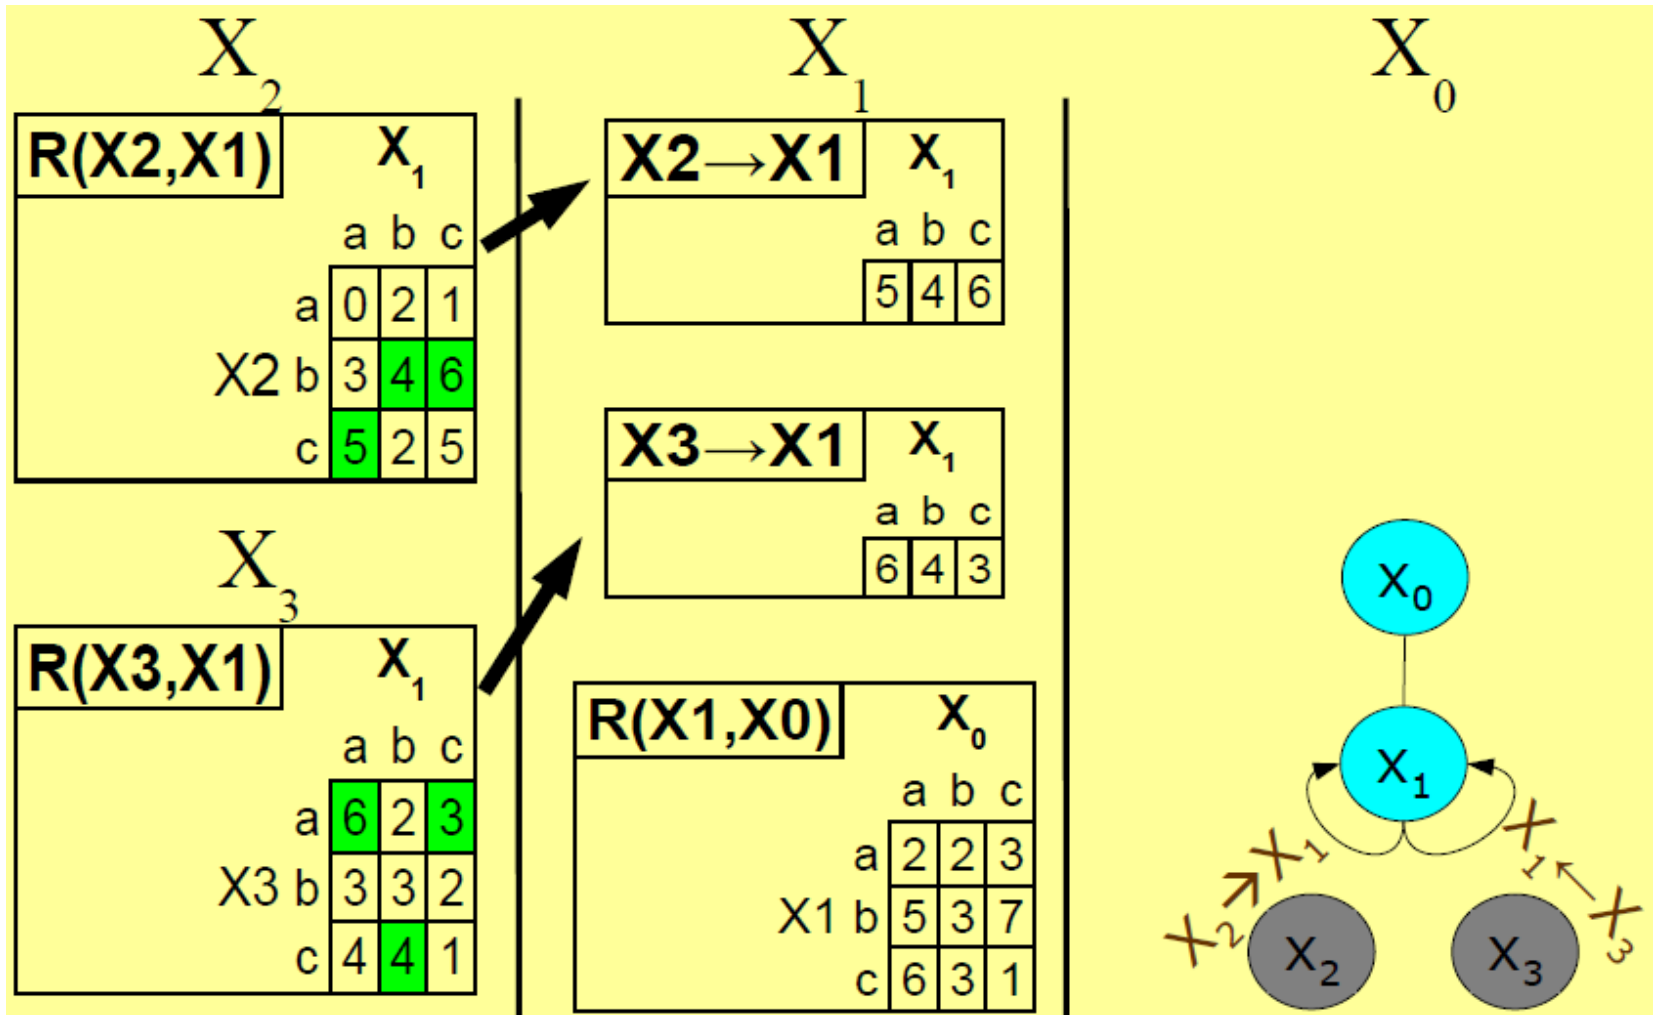 X2
R(X2,X1) X1
a b c
a 0 2 1
X2 b 3 4 6
c 5 2 5
X3
R(X3,X1) X1
a b c
a 6 2 3
X3 b 3 3 2
c 4 4 1
X1
X2→X1 X1
a b c
5 4 6
X3→X1 X1
a b c
6 4 3
R(X1,X0) X0
a b c
a 2 2 3
X1 b 5 3 7
c 6 3 1
X0
X0
X1
X2→X1
X1←X3
X2
X3